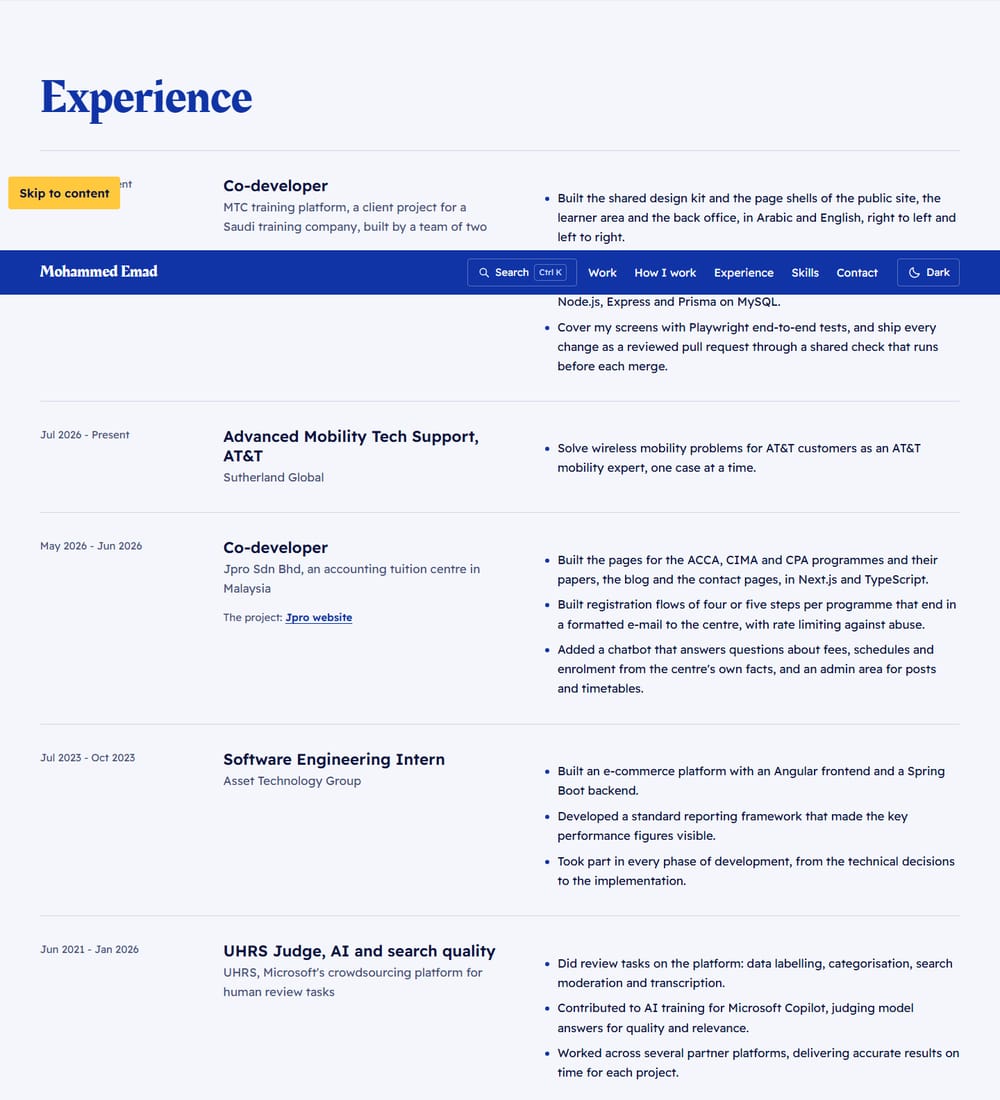 Experience
Skip to content
Co-developer
MTC training platform, a client project for a
Saudi training company, built by a team of two
Built the shared design kit and the page shells of the public site, the
learner area and the back office, in Arabic and English, right to left and
left to right.
Mohammed Emad
Search Ctrl K Work How I work Experience Skills Contact Dark
Node.js, Express and Prisma on MySQL.
Cover my screens with Playwright end-to-end tests, and ship every
change as a reviewed pull request through a shared check that runs
before each merge.
Jul 2026 - Present
Advanced Mobility Tech Support,
AT&T
Sutherland Global
Solve wireless mobility problems for AT&T customers as an AT&T
mobility expert, one case at a time.
May 2026 - Jun 2026
Co-developer
Jpro Sdn Bhd, an accounting tuition centre in
Malaysia
The project: Jpro website
Built the pages for the ACCA, CIMA and CPA programmes and their
papers, the blog and the contact pages, in Next.js and TypeScript.
Built registration flows of four or five steps per programme that end in
a formatted e-mail to the centre, with rate limiting against abuse.
Added a chatbot that answers questions about fees, schedules and
enrolment from the centre's own facts, and an admin area for posts
and timetables.
Jul 2023 - Oct 2023
Software Engineering Intern
Asset Technology Group
Built an e-commerce platform with an Angular frontend and a Spring
Boot backend.
Developed a standard reporting framework that made the key
performance figures visible.
Took part in every phase of development, from the technical decisions
to the implementation.
Jun 2021 - Jan 2026
UHRS Judge, AI and search quality
UHRS, Microsoft's crowdsourcing platform for
human review tasks
Did review tasks on the platform: data labelling, categorisation, search
moderation and transcription.
Contributed to AI training for Microsoft Copilot, judging model
answers for quality and relevance.
Worked across several partner platforms, delivering accurate results on
time for each project.